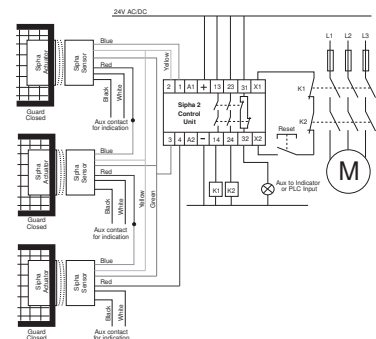 24V AC/DC
Sipha
Actuator
Sipha
Sensor
Guard
Closed
Blue
Red
Black
White
Aux contact
for indication
Yellow
2 1 A1 + 13 23 31 X1
Sipha 2
Control
Unit
3 4 A2 − 14 24 32 X2
L1 L2 L3
K1
K2
Reset
M
K1 K2
Aux to Indicator
or PLC Input
Sipha
Actuator
Sipha
Sensor
Guard
Closed
Blue
Red
Black
White
Aux contact
for indication
Yellow
Green
Sipha
Actuator
Sipha
Sensor
Guard
Closed
Blue
Red
Black
White
Aux contact
for indication